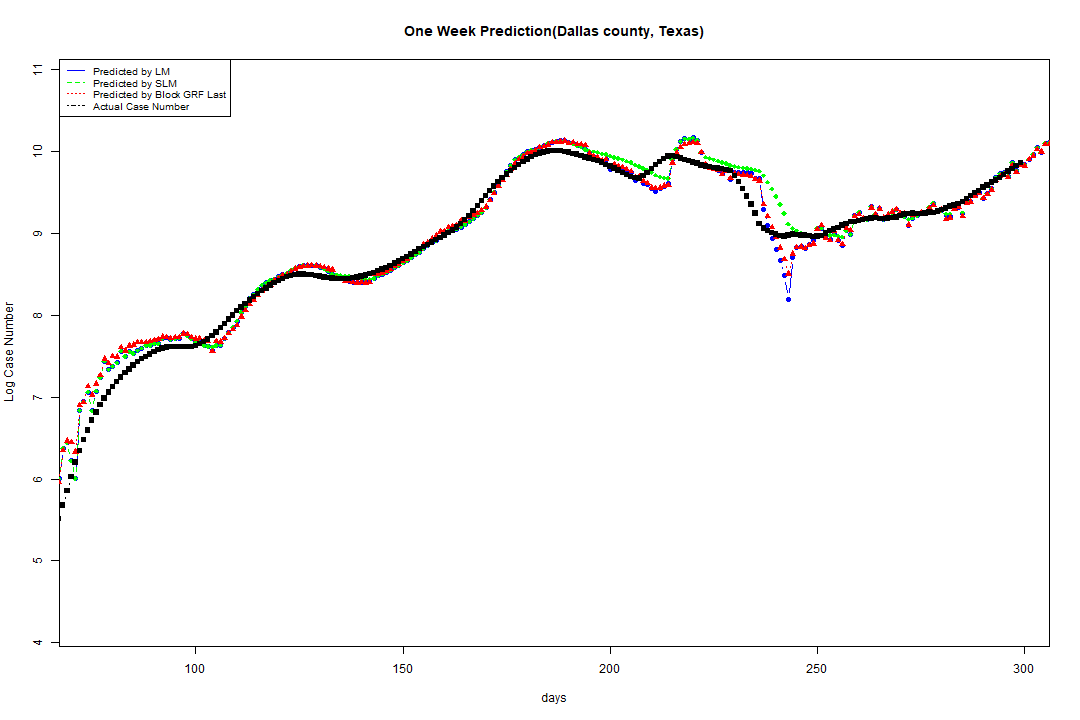 One Week Prediction(Dallas county, Texas)
Predicted by LM
Predicted by SLM
Predicted by Block GRF Last
Actual Case Number
11
10
9
8
7
6
5
4
Log Case Number
100 150 200 250 300
days